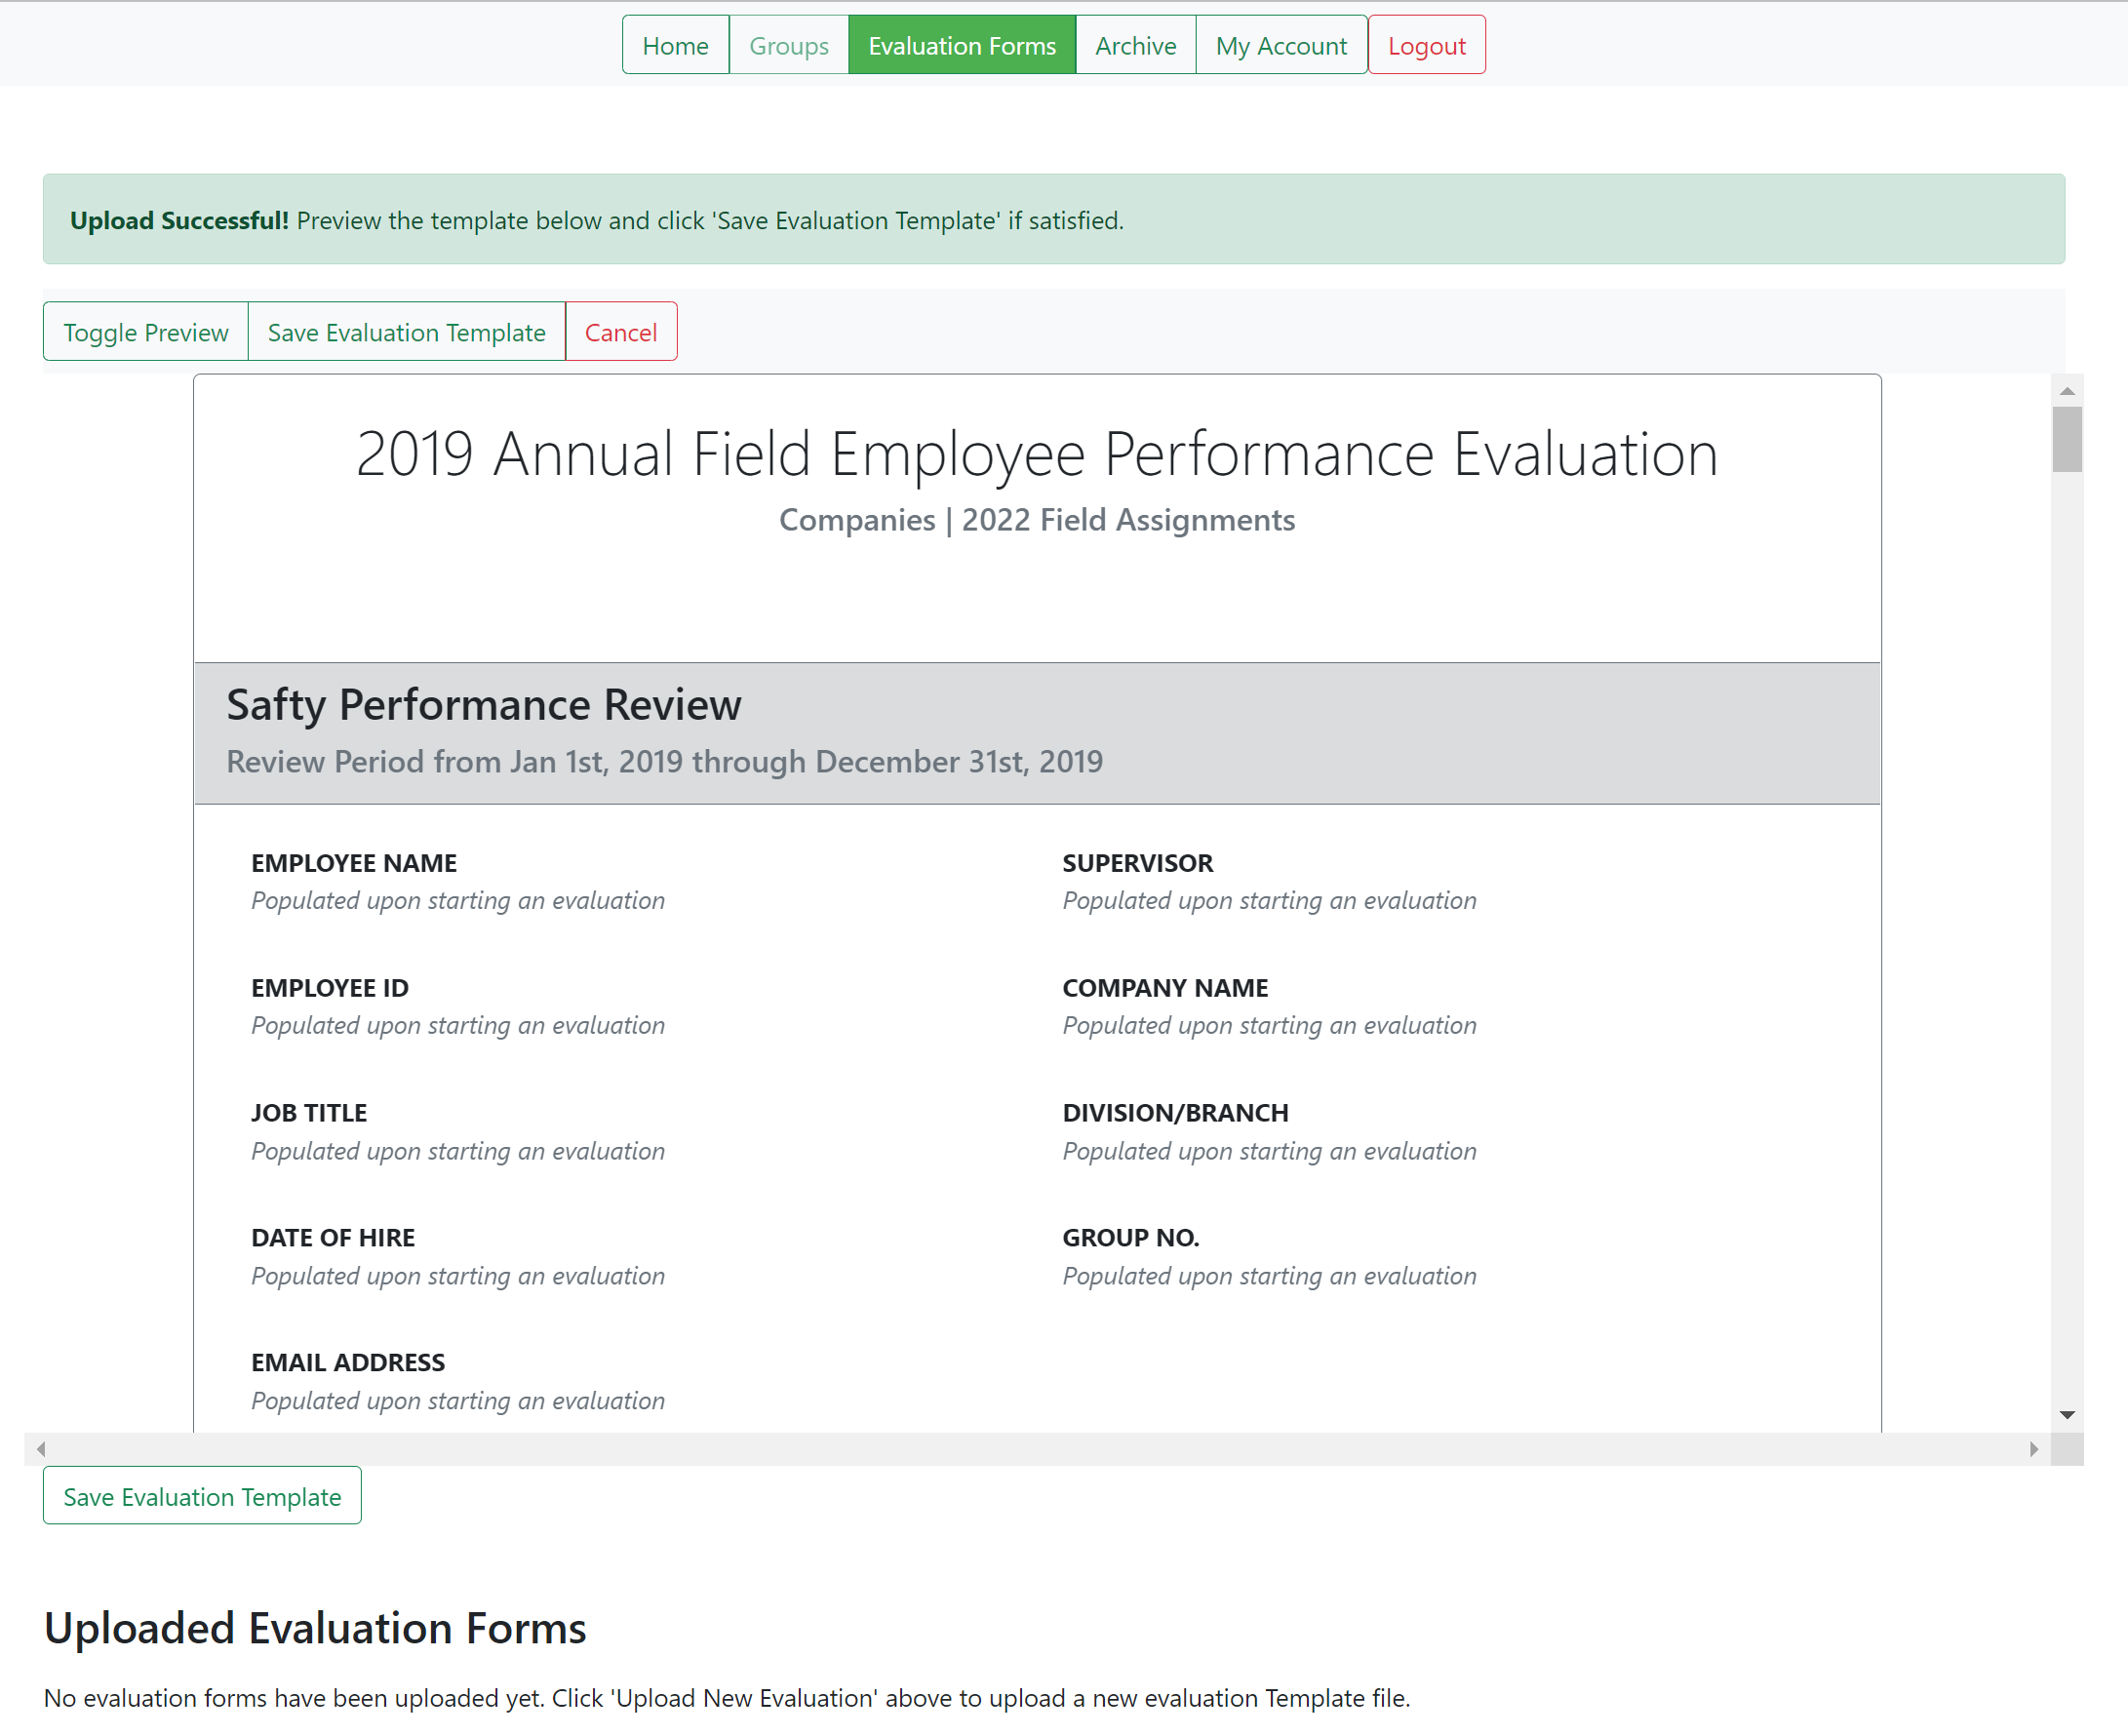 Home Groups Evaluation Forms Archive My Account Logout
Upload Successful! Preview the template below and click 'Save Evaluation Template' if satisfied.
Toggle Preview Save Evaluation Template Cancel
2019 Annual Field Employee Performance Evaluation
Companies | 2022 Field Assignments
Safty Performance Review
Review Period from Jan 1st, 2019 through December 31st, 2019
EMPLOYEE NAME
Populated upon starting an evaluation
SUPERVISOR
Populated upon starting an evaluation
EMPLOYEE ID
Populated upon starting an evaluation
COMPANY NAME
Populated upon starting an evaluation
JOB TITLE
Populated upon starting an evaluation
DIVISION/BRANCH
Populated upon starting an evaluation
DATE OF HIRE
Populated upon starting an evaluation
GROUP NO.
Populated upon starting an evaluation
EMAIL ADDRESS
Populated upon starting an evaluation
Save Evaluation Template
Uploaded Evaluation Forms
No evaluation forms have been uploaded yet. Click 'Upload New Evaluation' above to upload a new evaluation Template file.